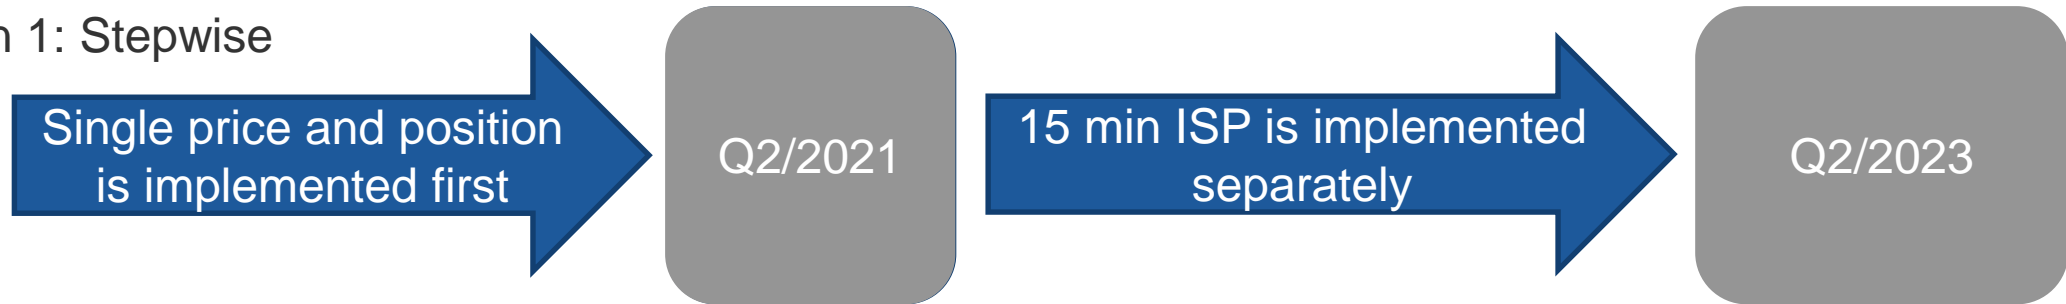 n 1: Stepwise
Single price and position
is implemented first
Q2/2021
15 min ISP is implemented
separately
Q2/2023